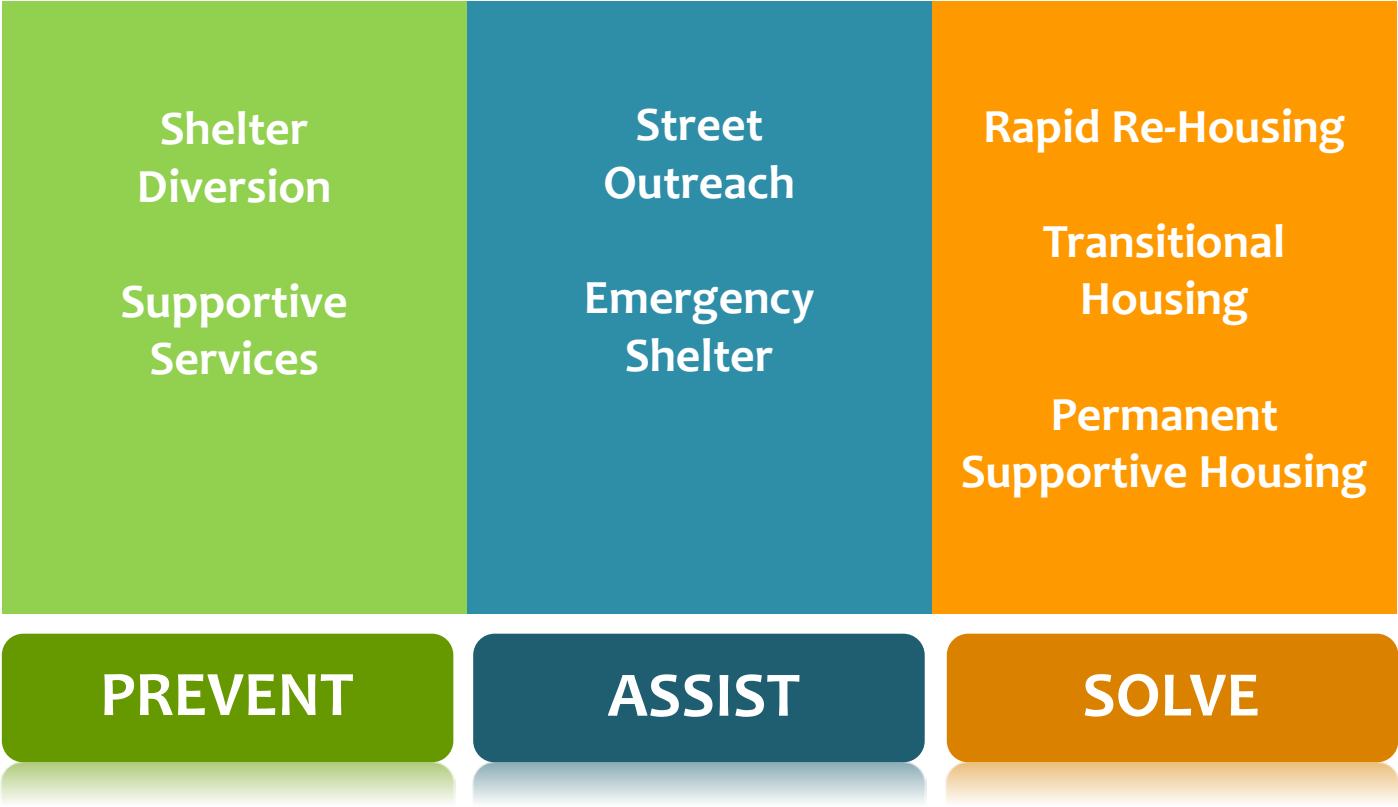 Shelter
Diversion
Supportive
Services
Street
Outreach
Emergency
Shelter
Rapid Re-Housing
Transitional
Housing
Permanent
Supportive Housing
PREVENT
ASSIST
SOLVE